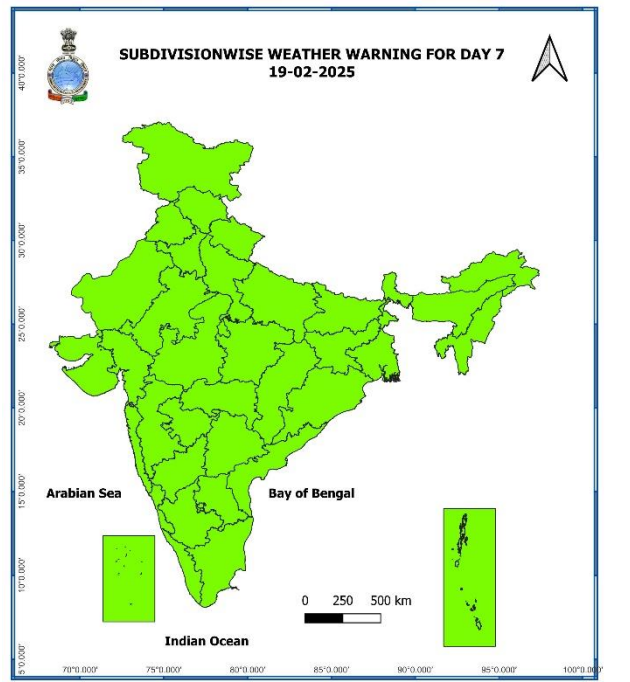 SUBDIVISIONWISE WEATHER WARNING FOR DAY 7
19-02-2025
40°0.000'
35°0.000'
30°0.000'
25°0.000'
20°0.000'
15°0.000'
10°0.000'
5°0.000'
Arabian Sea
Bay of Bengal
0 250 500 km
Indian Ocean
70°0.000' 75°0.000' 80°0.000' 85°0.000' 90°0.000' 95°0.000' 100°0.000'